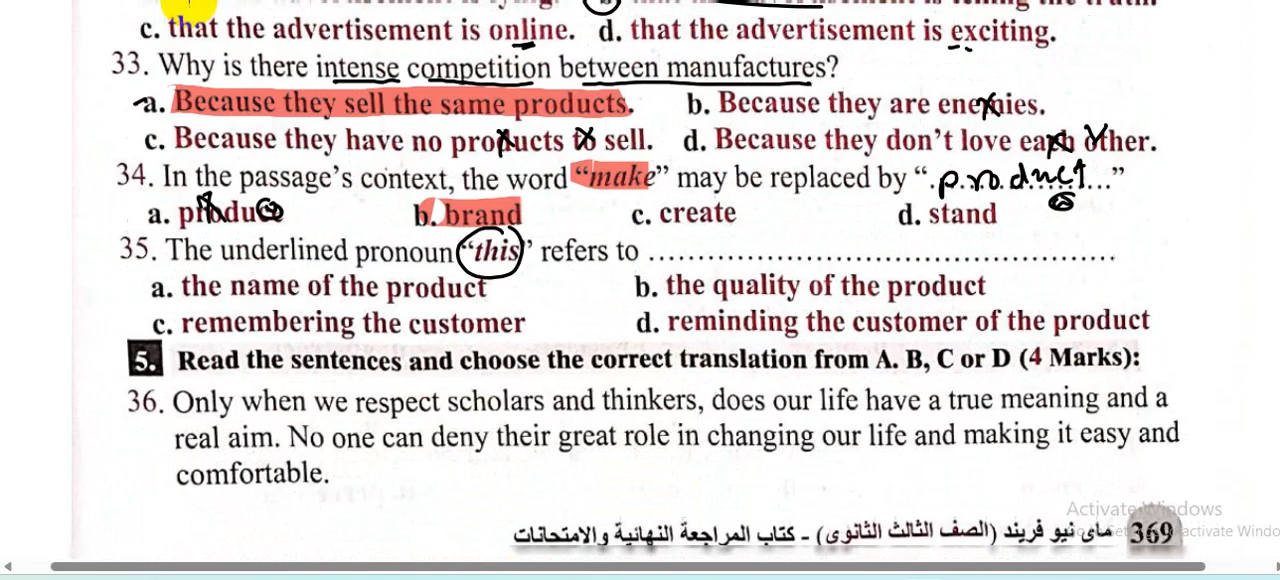 c. that the advertisement is online. d. that the advertisement is exciting.
33. Why is there intense competition between manufactures?
a. Because they sell the same products. b. Because they are enemies.
c. Because they have no products to sell. d. Because they don't love each other.
34. In the passage's context, the word "make" may be replaced by ".product..."
a. produce b. brand c. create d. stand
35. The underlined pronoun "this" refers to ................................................
a. the name of the product b. the quality of the product
c. remembering the customer d. reminding the customer of the product
5. Read the sentences and choose the correct translation from A, B, C or D (4 Marks):
36. Only when we respect scholars and thinkers, does our life have a true meaning and a
real aim. No one can deny their great role in changing our life and making it easy and
comfortable.
Activate Windows
369 ماى نيو فريند (الصف الثالث الثانوى) - كتاب المراجعة النهائية والامتحانات